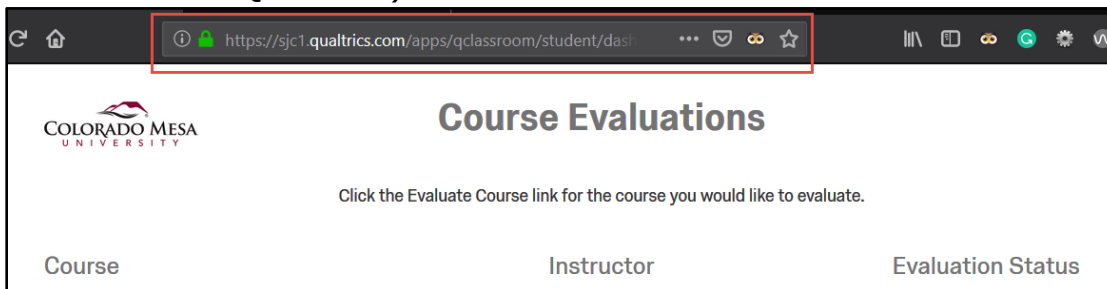 https://sjc1.qualtrics.com/apps/qclassroom/student/dash
COLORADO MESA
UNIVERSITY
Course Evaluations
Click the Evaluate Course link for the course you would like to evaluate.
Course Instructor Evaluation Status